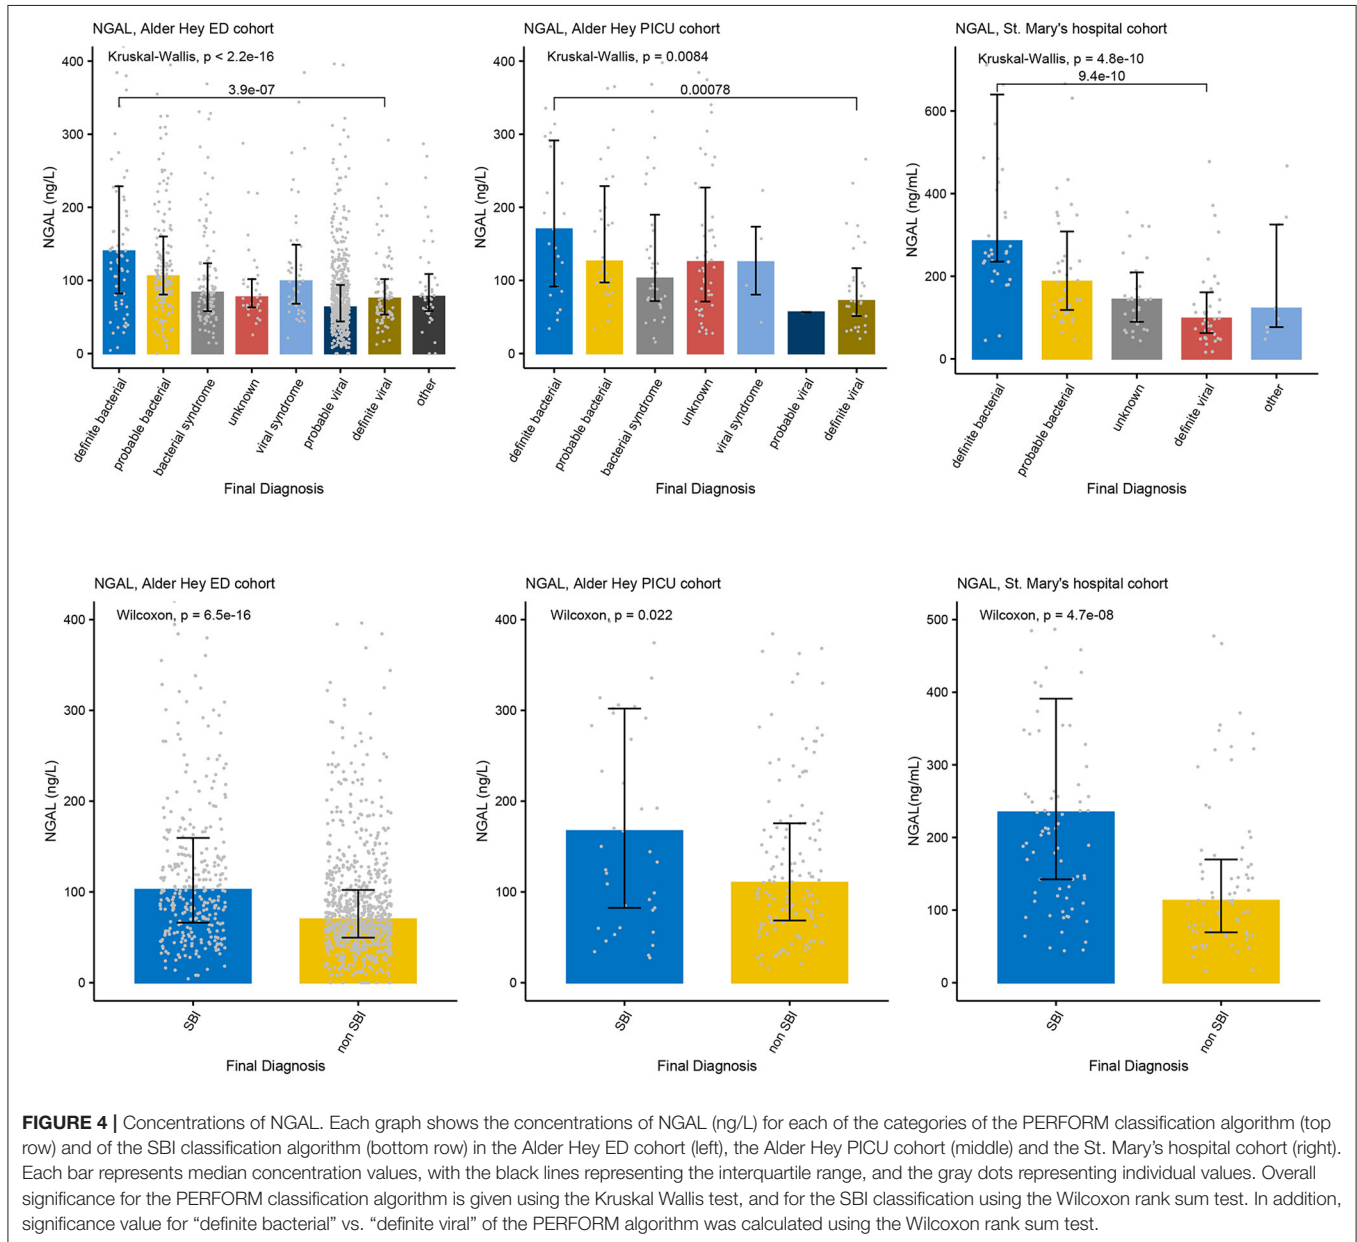 NGAL, Alder Hey ED cohort
Kruskal-Wallis, p < 2.2e-16
3.9e-07
400
300
200
100
0
NGAL (ng/L)
definite bacterial
probable bacterial
bacterial syndrome
unknown
viral syndrome
probable viral
definite viral
other
Final Diagnosis
NGAL, Alder Hey PICU cohort
Kruskal-Wallis, p = 0.0084
0.00078
400
300
200
100
0
NGAL (ng/L)
definite bacterial
probable bacterial
bacterial syndrome
unknown
viral syndrome
probable viral
definite viral
Final Diagnosis
NGAL, St. Mary's hospital cohort
Kruskal-Wallis, p = 4.8e-10
9.4e-10
600
400
200
0
NGAL (ng/mL)
definite bacterial
probable bacterial
unknown
definite viral
other
Final Diagnosis
NGAL, Alder Hey ED cohort
Wilcoxon, p = 6.5e-16
400
300
200
100
0
NGAL (ng/L)
SBI
non SBI
Final Diagnosis
NGAL, Alder Hey PICU cohort
Wilcoxon, p = 0.022
400
300
200
100
0
NGAL (ng/L)
SBI
non SBI
Final Diagnosis
NGAL, St. Mary's hospital cohort
Wilcoxon, p = 4.7e-08
500
400
300
200
100
0
NGAL(ng/mL)
SBI
non SBI
Final Diagnosis
FIGURE 4 | Concentrations of NGAL. Each graph shows the concentrations of NGAL (ng/L) for each of the categories of the PERFORM classification algorithm (top
row) and of the SBI classification algorithm (bottom row) in the Alder Hey ED cohort (left), the Alder Hey PICU cohort (middle) and the St. Mary's hospital cohort (right).
Each bar represents median concentration values, with the black lines representing the interquartile range, and the gray dots representing individual values. Overall
significance for the PERFORM classification algorithm is given using the Kruskal Wallis test, and for the SBI classification using the Wilcoxon rank sum test. In addition,
significance value for “definite bacterial” vs. “definite viral” of the PERFORM algorithm was calculated using the Wilcoxon rank sum test.